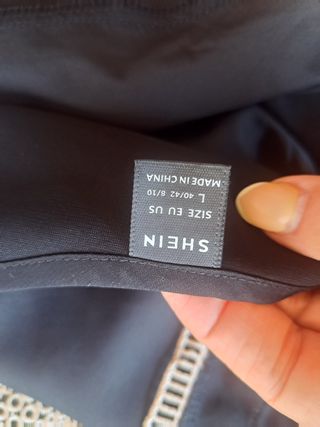 SHEIN
SIZE EU US
L 40/42 8/10
MADE IN CHINA